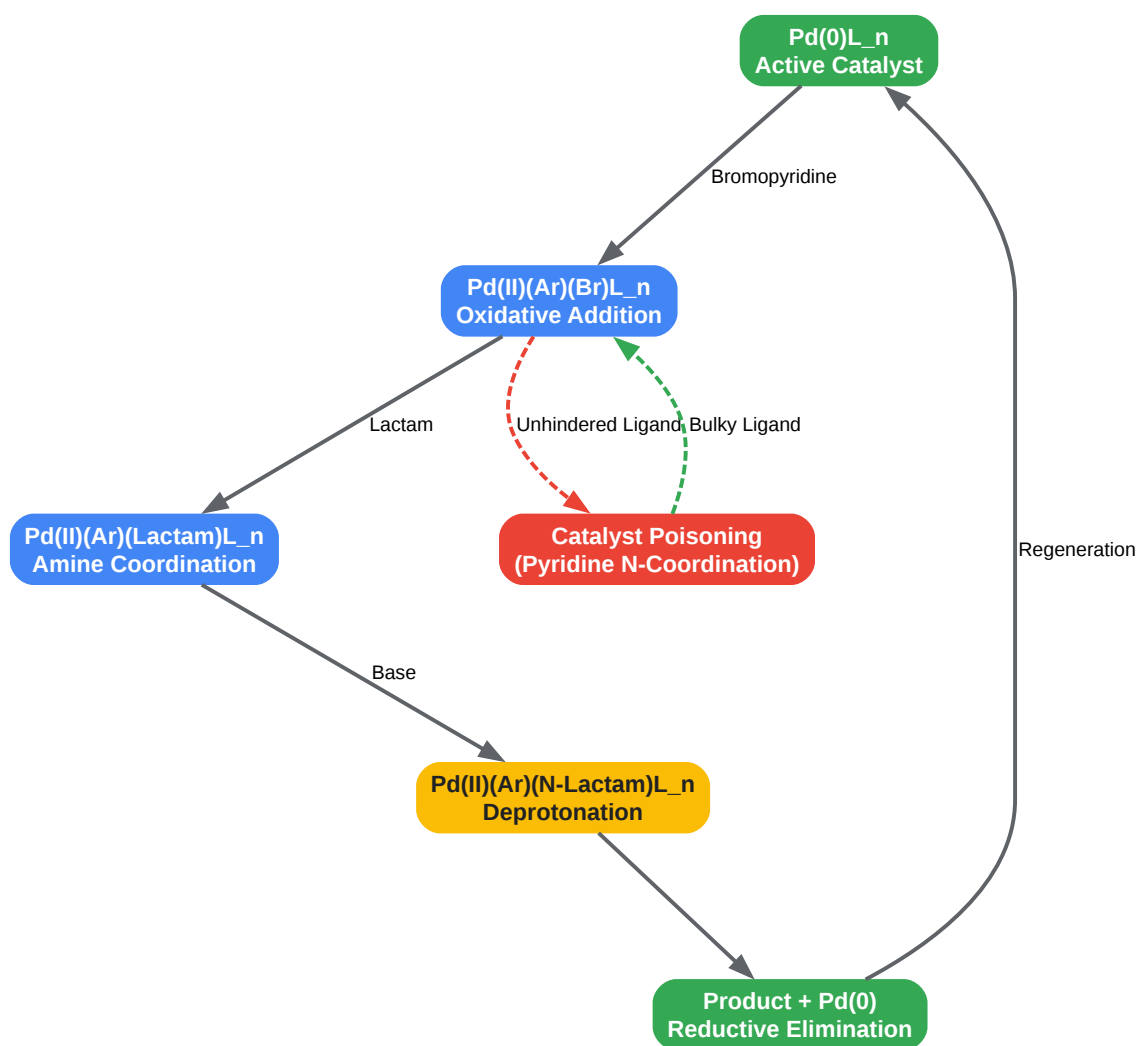 Pd(0)L_n
Active Catalyst
Bromopyridine
Pd(II)(Ar)(Br)L_n
Oxidative Addition
Lactam
Unhindered Ligand
Bulky Ligand
Pd(II)(Ar)(Lactam)L_n
Amine Coordination
Catalyst Poisoning
(Pyridine N-Coordination)
Regeneration
Base
Pd(II)(Ar)(N-Lactam)L_n
Deprotonation
Product + Pd(0)
Reductive Elimination